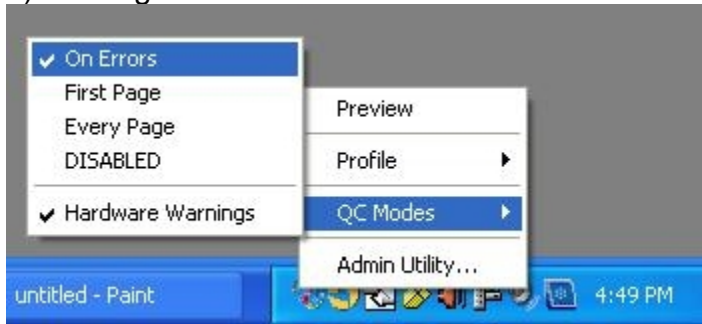 On Errors
First Page
Every Page
DISABLED
Hardware Warnings
Preview
Profile
QC Modes
Admin Utility...
untitled - Paint
4:49 PM